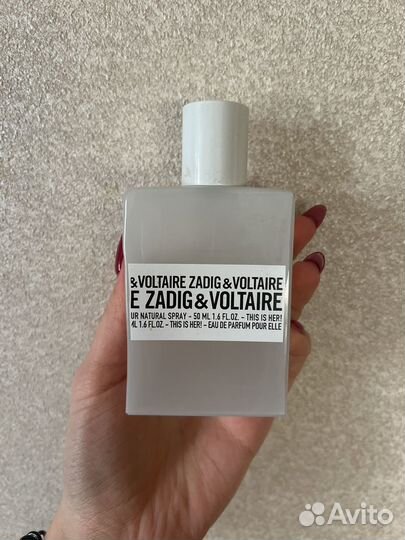 &VOLTAIRE ZADIG&VOLTAIRE
E ZADIG&VOLTAIRE
UR NATURAL SPRAY - 50 ML 1.6 FL.OZ. - THIS IS HER!
ML 1.6 FL.OZ. - THIS IS HER! - EAU DE PARFUM POUR ELLE
Avito